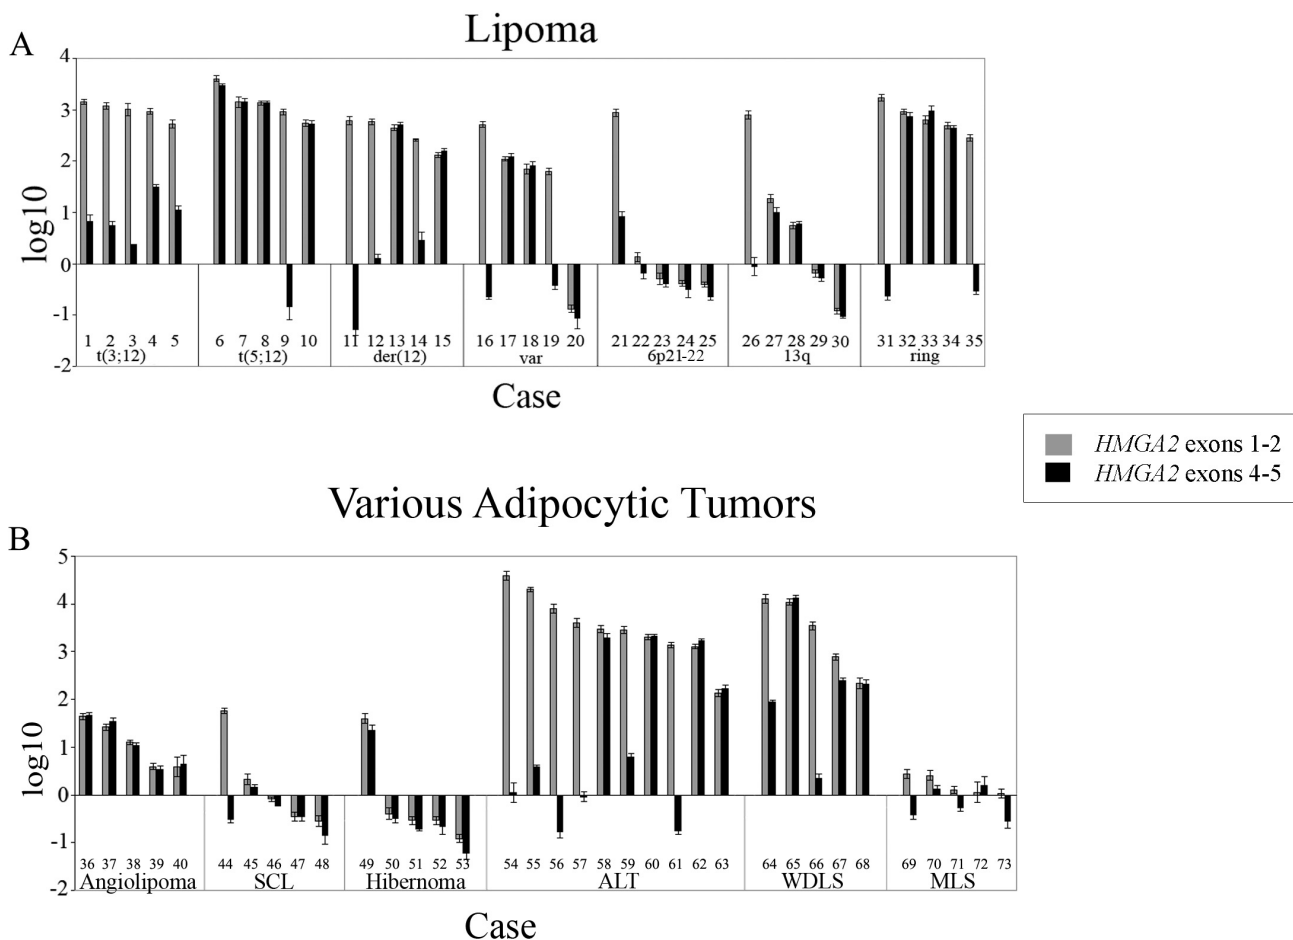 Lipoma
A
4
3
2
1
0
-1
-2
log10
1 2 3 4 5 6 7 8 9 10 11 12 13 14 15 16 17 18 19 20 21 22 23 24 25 26 27 28 29 30 31 32 33 34 35
t(3;12) t(5;12) der(12) var 6p21-22 13q ring
Case
HMGA2 exons 1-2
HMGA2 exons 4-5
Various Adipocytic Tumors
B
5
4
3
2
1
0
-1
-2
log10
36 37 38 39 40 44 45 46 47 48 49 50 51 52 53 54 55 56 57 58 59 60 61 62 63 64 65 66 67 68 69 70 71 72 73
Angiolipoma SCL Hibernoma ALT WDLS MLS
Case